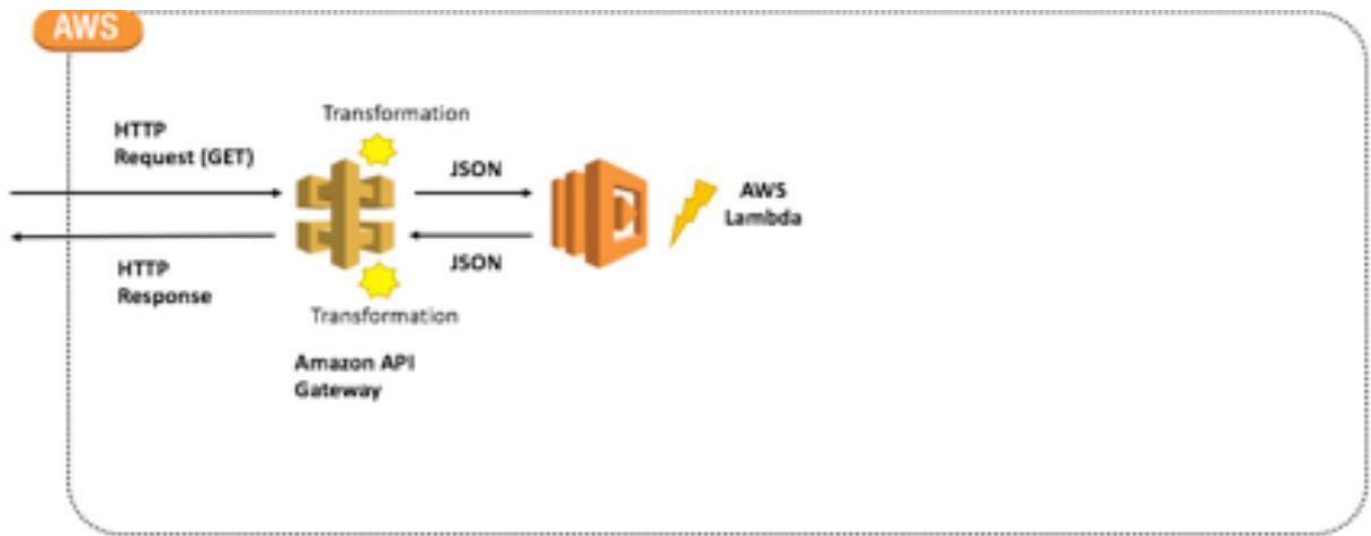 AWS
Transformation
HTTP
Request (GET)
JSON
AWS
Lambda
JSON
HTTP
Response
Transformation
Amazon API
Gateway